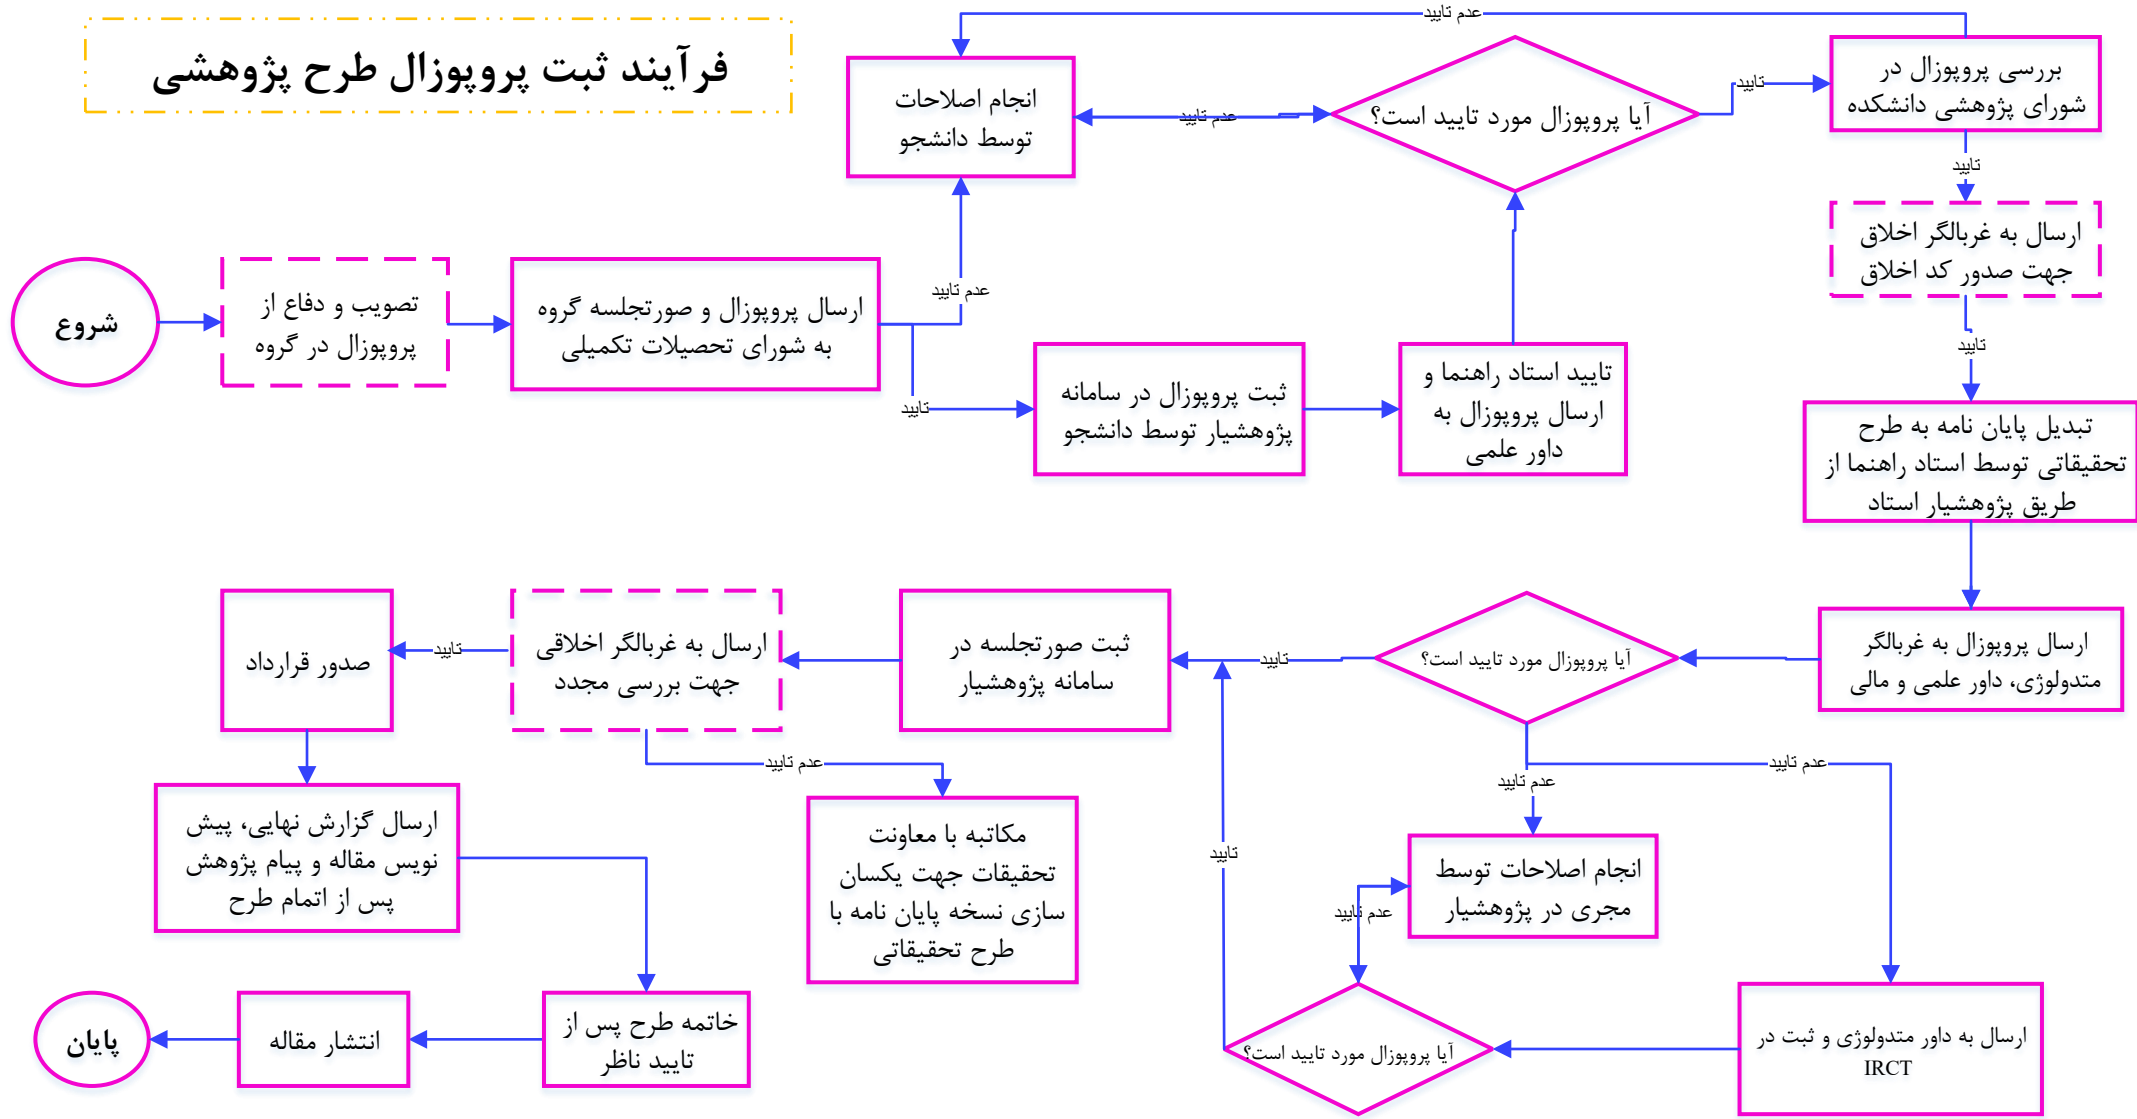 فرآیند ثبت پروپوزال طرح پژوهشی
شروع
تصویب و دفاع از
پروپوزال در گروه
ارسال پروپوزال و صورتجلسه گروه
به شورای تحصیلات تکمیلی
عدم تایید
تایید
انجام اصلاحات
توسط دانشجو
ثبت پروپوزال در سامانه
پژوهشیار توسط دانشجو
تایید استاد راهنما و
ارسال پروپوزال به
داور علمی
آیا پروپوزال مورد تایید است؟
عدم تایید
تایید
بررسی پروپوزال در
شورای پژوهشی دانشکده
عدم تایید
تایید
ارسال به غربالگر اخلاق
جهت صدور کد اخلاق
تایید
تبدیل پایان نامه به طرح
تحقیقاتی توسط استاد راهنما از
طریق پژوهشیار استاد
ارسال پروپوزال به غربالگر
متدولوژی، داور علمی و مالی
آیا پروپوزال مورد تایید است؟
تایید
عدم تایید
عدم تایید
انجام اصلاحات توسط
مجری در پژوهشیار
عدم تایید
ارسال به داور متدولوژی و ثبت در
IRCT
آیا پروپوزال مورد تایید است؟
تایید
ثبت صورتجلسه در
سامانه پژوهشیار
ارسال به غربالگر اخلاقی
جهت بررسی مجدد
عدم تایید
مکاتبه با معاونت
تحقیقات جهت یکسان
سازی نسخه پایان نامه با
طرح تحقیقاتی
تایید
صدور قرارداد
ارسال گزارش نهایی، پیش
نویس مقاله و پیام پژوهش
پس از اتمام طرح
خاتمه طرح پس از
تایید ناظر
انتشار مقاله
پایان